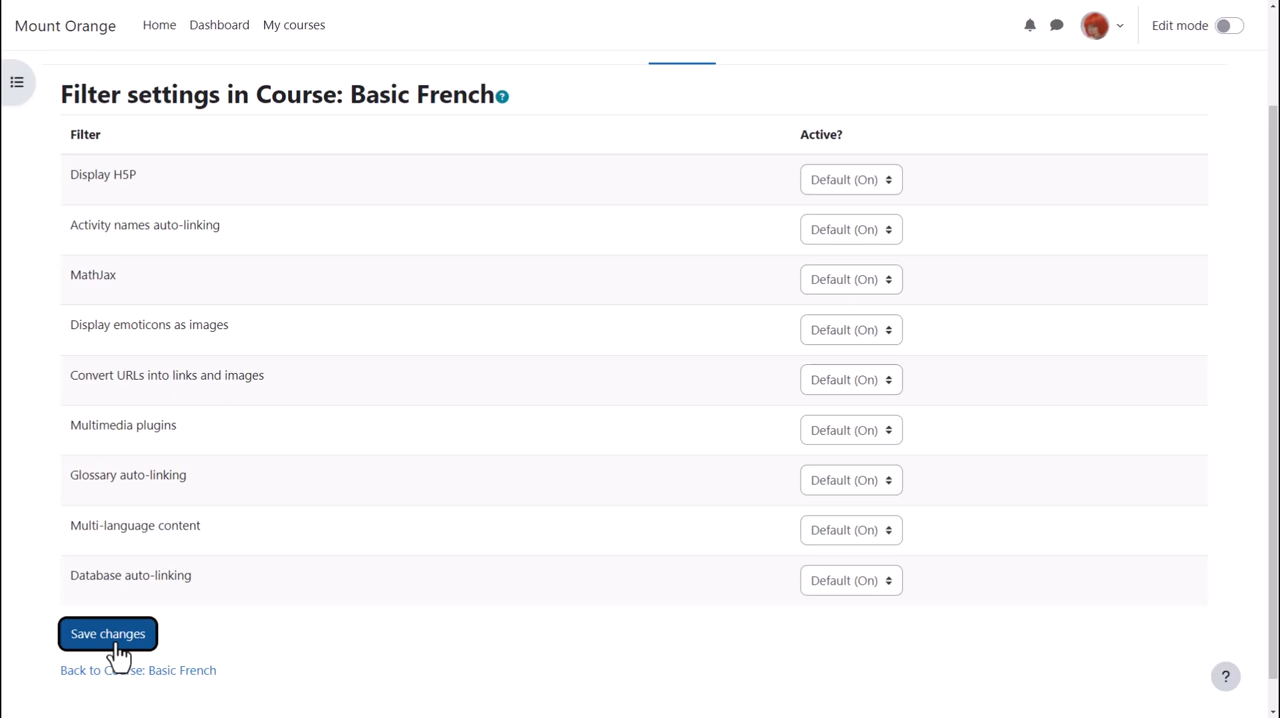 Mount Orange Home Dashboard My courses Edit mode
Filter settings in Course: Basic French ?
Filter Active?
Display H5P Default (On)
Activity names auto-linking Default (On)
MathJax Default (On)
Display emoticons as images Default (On)
Convert URLs into links and images Default (On)
Multimedia plugins Default (On)
Glossary auto-linking Default (On)
Multi-language content Default (On)
Database auto-linking Default (On)
Save changes
Back to Course: Basic French
?